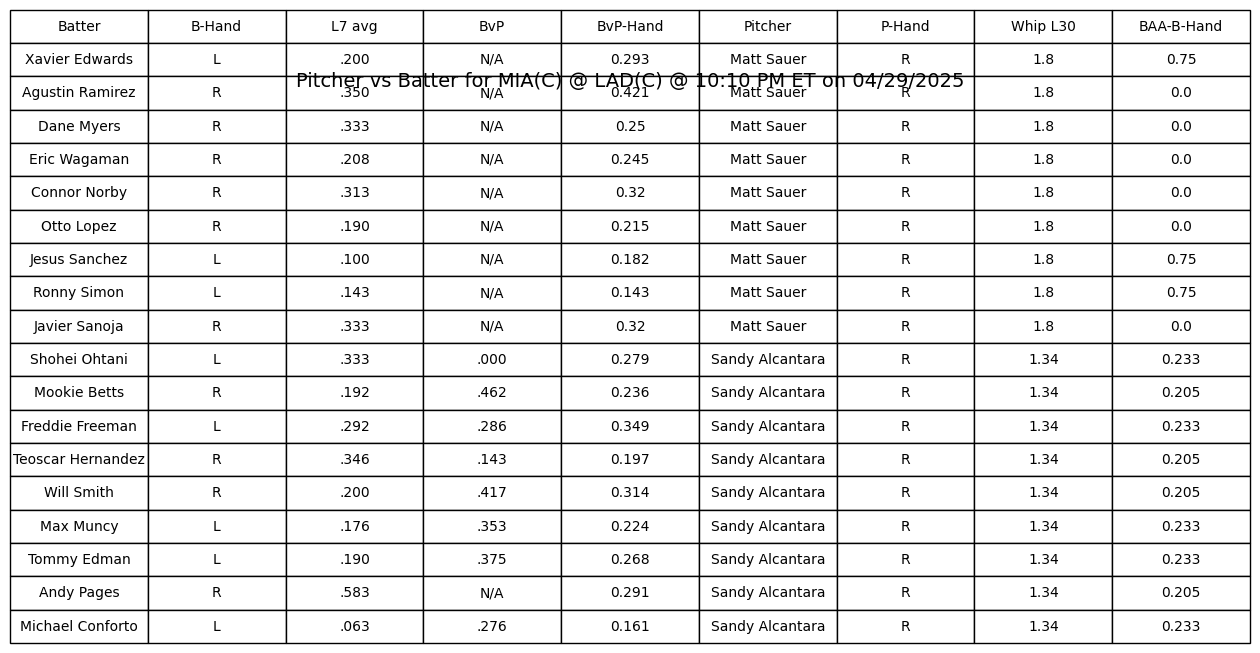 Batter B-Hand L7 avg BvP BvP-Hand Pitcher P-Hand Whip L30 BAA-B-Hand
Xavier Edwards L .200 N/A 0.293 Matt Sauer R 1.8 0.75
Pitcher vs Batter for MIA(C) @ LAD(C) @ 10:10 PM ET on 04/29/2025
Agustin Ramirez R .350 N/A 0.421 Matt Sauer R 1.8 0.0
Dane Myers R .333 N/A 0.25 Matt Sauer R 1.8 0.0
Eric Wagaman R .208 N/A 0.245 Matt Sauer R 1.8 0.0
Connor Norby R .313 N/A 0.32 Matt Sauer R 1.8 0.0
Otto Lopez R .190 N/A 0.215 Matt Sauer R 1.8 0.0
Jesus Sanchez L .100 N/A 0.182 Matt Sauer R 1.8 0.75
Ronny Simon L .143 N/A 0.143 Matt Sauer R 1.8 0.75
Javier Sanoja R .333 N/A 0.32 Matt Sauer R 1.8 0.0
Shohei Ohtani L .333 .000 0.279 Sandy Alcantara R 1.34 0.233
Mookie Betts R .192 .462 0.236 Sandy Alcantara R 1.34 0.205
Freddie Freeman L .292 .286 0.349 Sandy Alcantara R 1.34 0.233
Teoscar Hernandez R .346 .143 0.197 Sandy Alcantara R 1.34 0.205
Will Smith R .200 .417 0.314 Sandy Alcantara R 1.34 0.205
Max Muncy L .176 .353 0.224 Sandy Alcantara R 1.34 0.233
Tommy Edman L .190 .375 0.268 Sandy Alcantara R 1.34 0.233
Andy Pages R .583 N/A 0.291 Sandy Alcantara R 1.34 0.205
Michael Conforto L .063 .276 0.161 Sandy Alcantara R 1.34 0.233